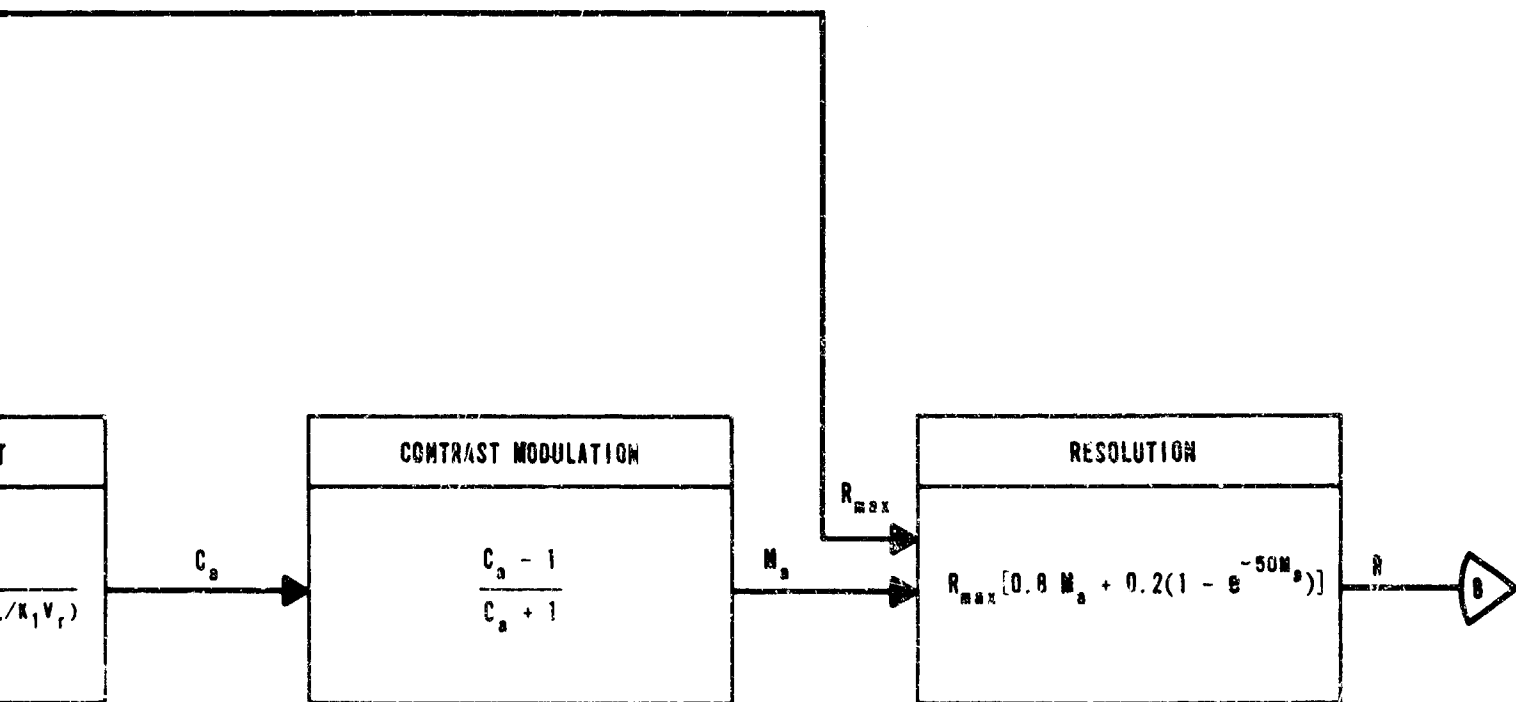 T
CONTRAST MODULATION
RESOLUTION
R_max
C_a
C_a - 1
C_a + 1
M_a
R_max[0.8 M_a + 0.2(1 - e^-50M_a)]
R
B
/K_1V_r)